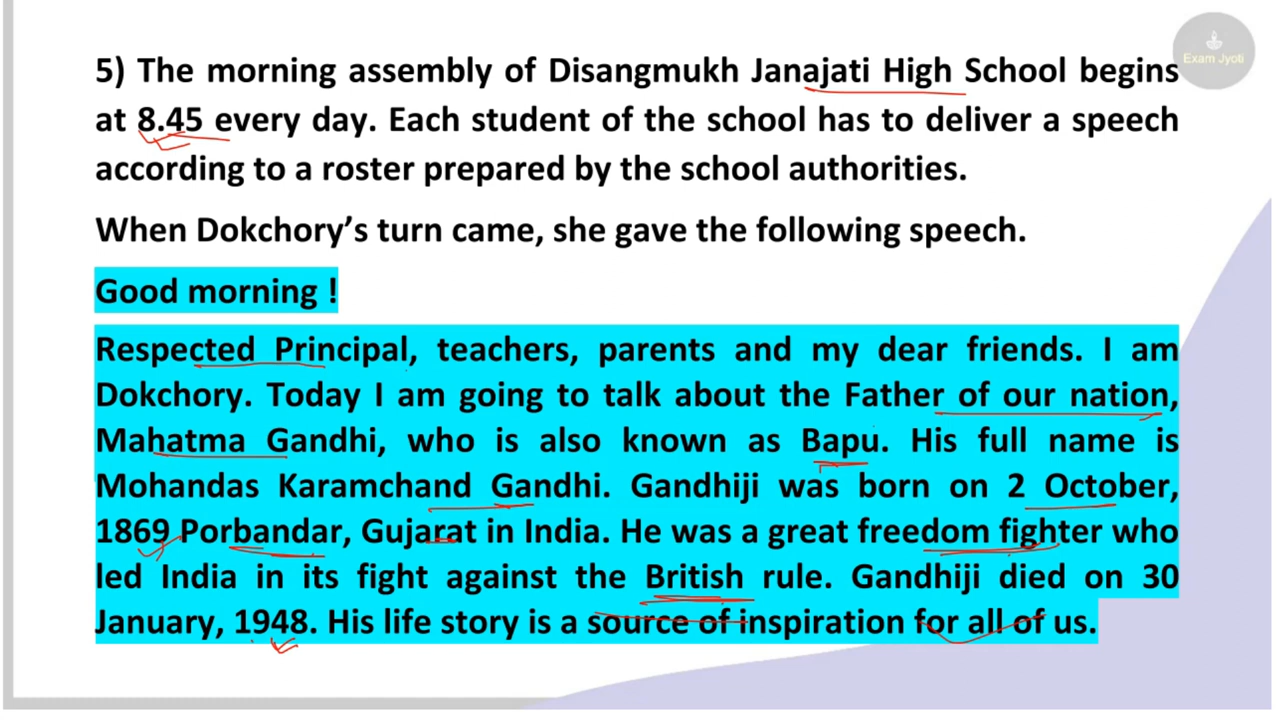 Exam Jyoti
5) The morning assembly of Disangmukh Janajati High School begins
at 8.45 every day. Each student of the school has to deliver a speech
according to a roster prepared by the school authorities.
When Dokchory’s turn came, she gave the following speech.
Good morning !
Respected Principal, teachers, parents and my dear friends. I am
Dokchory. Today I am going to talk about the Father of our nation,
Mahatma Gandhi, who is also known as Bapu. His full name is
Mohandas Karamchand Gandhi. Gandhiji was born on 2 October,
1869 Porbandar, Gujarat in India. He was a great freedom fighter who
led India in its fight against the British rule. Gandhiji died on 30
January, 1948. His life story is a source of inspiration for all of us.